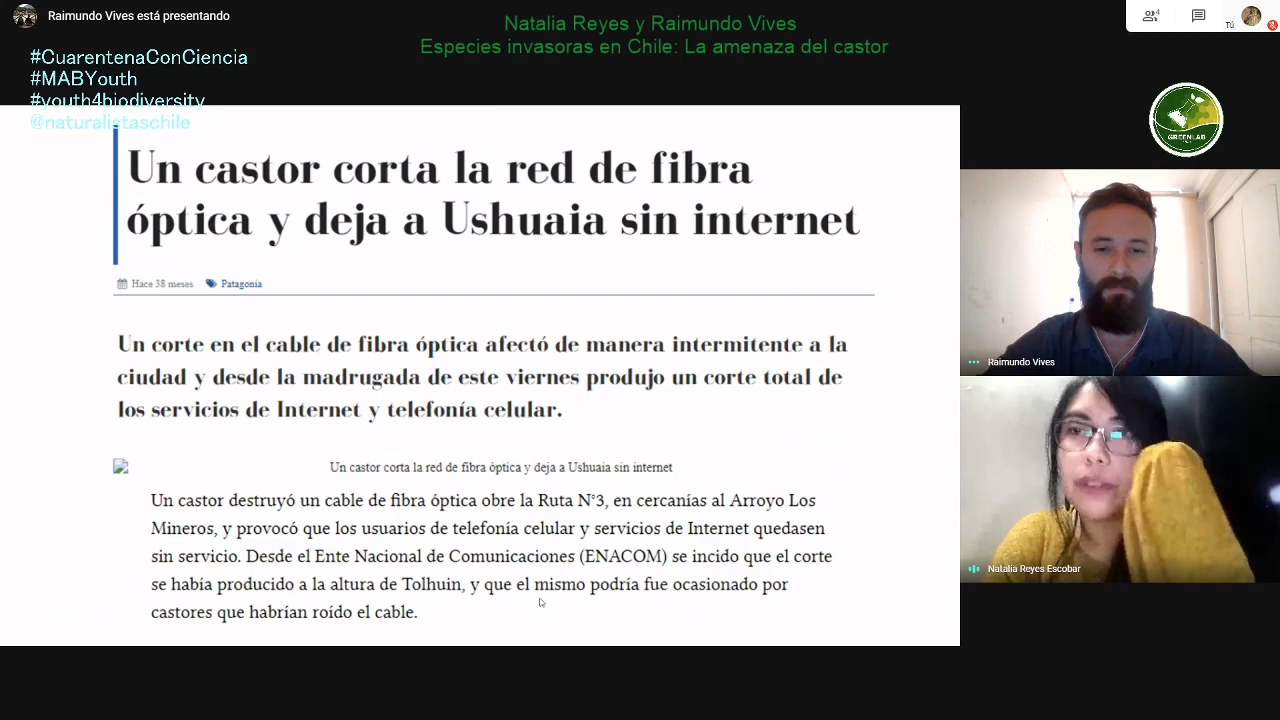 Raimundo Vives está presentando
Natalia Reyes y Raimundo Vives
Especies invasoras en Chile: La amenaza del castor
4
Tú
#CuarentenaConCiencia
#MABYouth
#youth4biodiversity
@naturalistaschile
GREENLAB
Un castor corta la red de fibra
óptica y deja a Ushuaia sin internet
Hace 38 meses Patagonia
Un corte en el cable de fibra óptica afectó de manera intermitente a la
ciudad y desde la madrugada de este viernes produjo un corte total de
los servicios de Internet y telefonía celular.
Un castor corta la red de fibra óptica y deja a Ushuaia sin internet
Un castor destruyó un cable de fibra óptica obre la Ruta N°3, en cercanías al Arroyo Los
Mineros, y provocó que los usuarios de telefonía celular y servicios de Internet quedasen
sin servicio. Desde el Ente Nacional de Comunicaciones (ENACOM) se incido que el corte
se había producido a la altura de Tolhuin, y que el mismo podría fue ocasionado por
castores que habrían roído el cable.
Raimundo Vives
Natalia Reyes Escobar